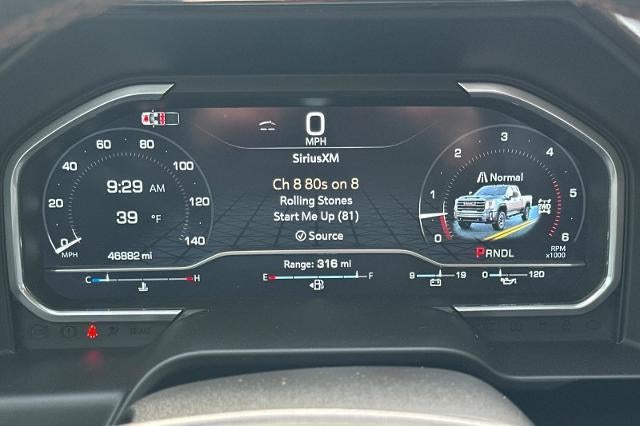 0
MPH
SiriusXM
Ch 8 80s on 8
Rolling Stones
Start Me Up (81)
Source
0 20 40 60 80 100 120 140
MPH
9:29 AM
39 °F
46882 mi
C H
Range: 316 mi
E F
0 1 2 3 4 5 6
Normal
2WD
PRNDL
RPM
x1000
9 19
0 120